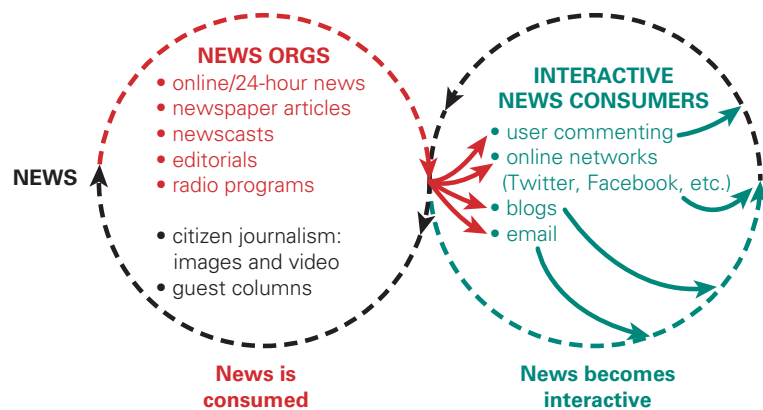 NEWS ORGS
• online/24-hour news
• newspaper articles
• newscasts
• editorials
• radio programs
NEWS
• citizen journalism:
images and video
• guest columns
News is
consumed
INTERACTIVE
NEWS CONSUMERS
• user commenting
• online networks
(Twitter, Facebook, etc.)
• blogs
• email
News becomes
interactive